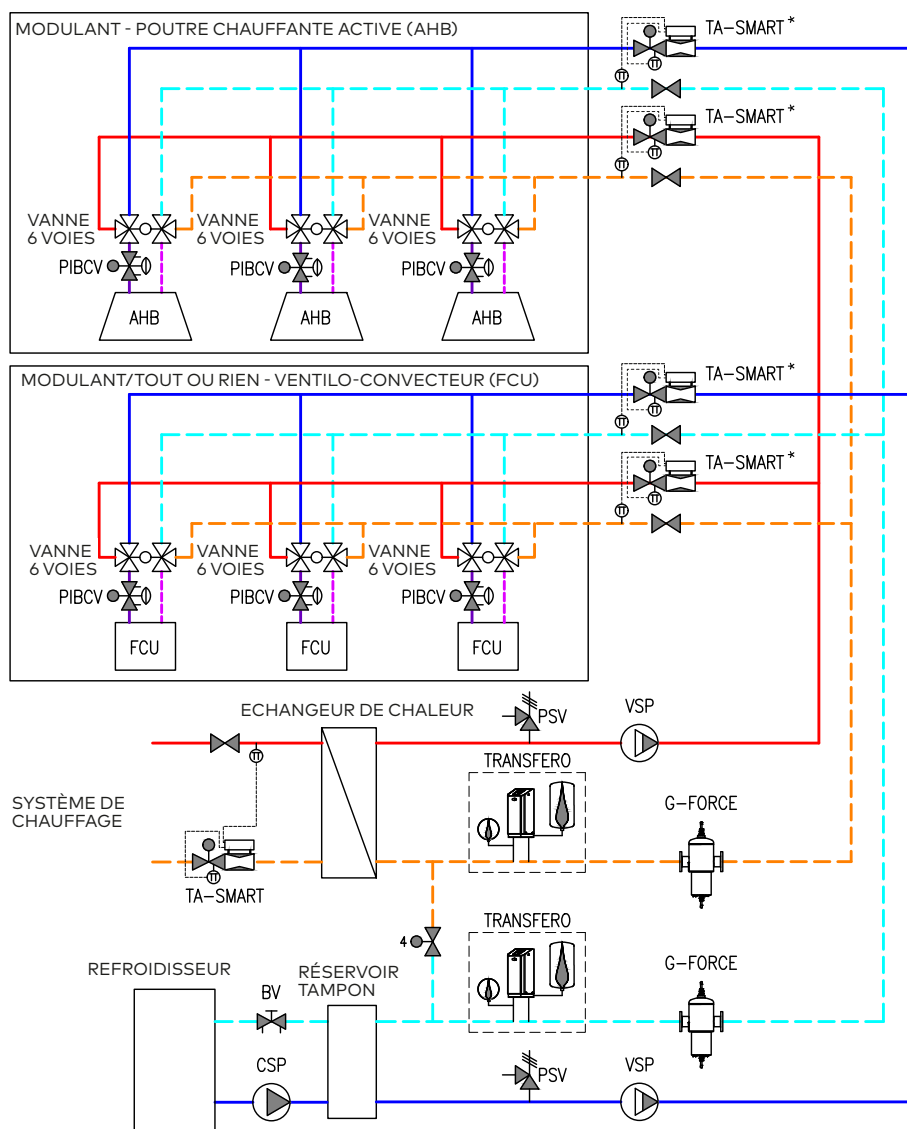 MODULANT - POUTRE CHAUFFANTE ACTIVE (AHB)
TA-SMART*
TA-SMART*
VANNE
6 VOIES
VANNE
6 VOIES
VANNE
6 VOIES
PIBCV
PIBCV
PIBCV
AHB
AHB
AHB
MODULANT/TOUT OU RIEN - VENTILO-CONVECTEUR (FCU)
TA-SMART*
TA-SMART*
VANNE
6 VOIES
VANNE
6 VOIES
VANNE
6 VOIES
PIBCV
PIBCV
PIBCV
FCU
FCU
FCU
ECHANGEUR DE CHALEUR
PSV
VSP
TRANSFERO
G-FORCE
SYSTÈME DE
CHAUFFAGE
TA-SMART
4
TRANSFERO
G-FORCE
REFROIDISSEUR
BV
RÉSERVOIR
TAMPON
CSP
PSV
VSP